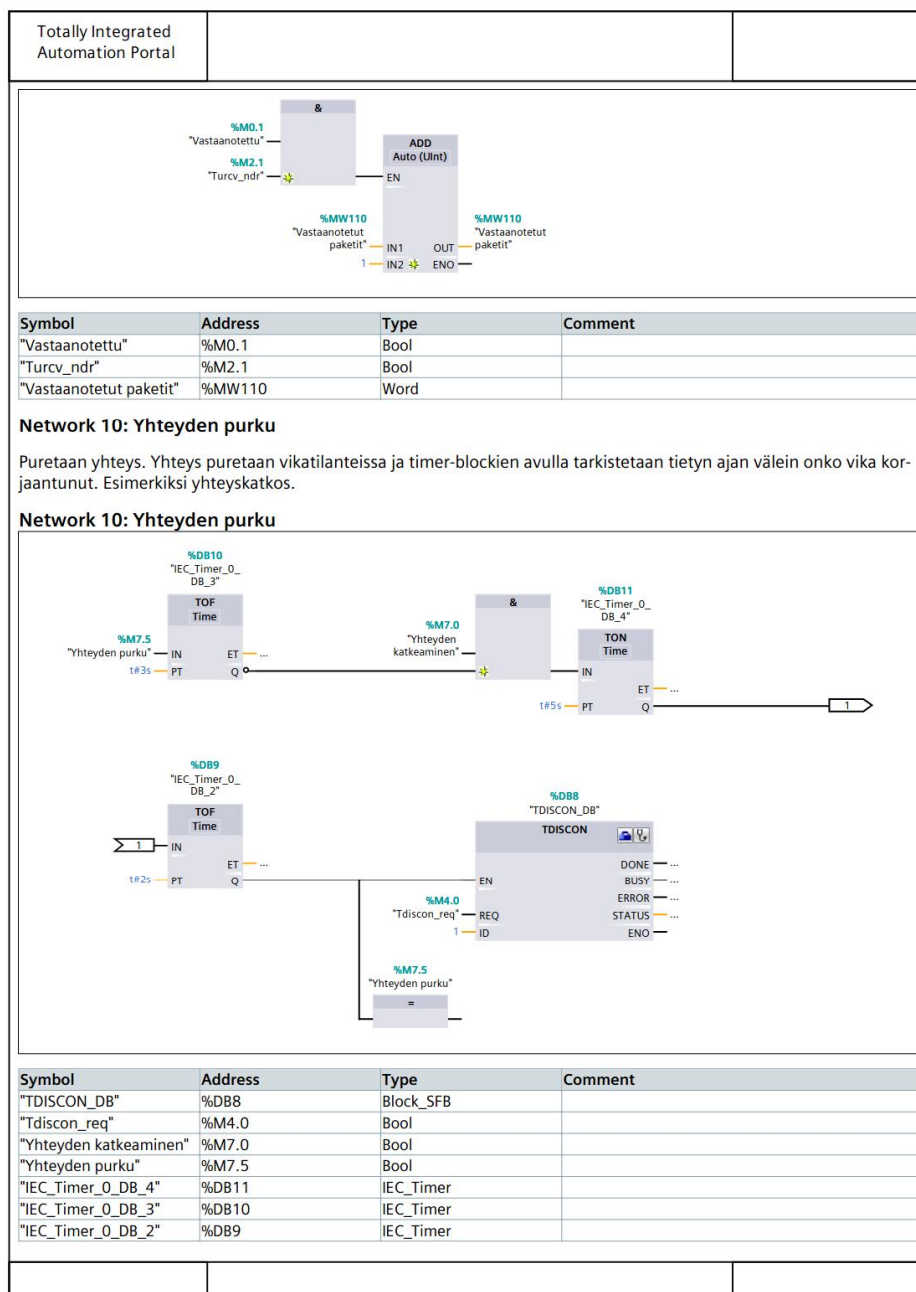 Totally Integrated
Automation Portal
&
%M0.1
"Vastaanotettu"
%M2.1
"Turcv_ndr"
ADD
Auto (UInt)
EN
%MW110
"Vastaanotetut
paketit"
IN1
OUT
%MW110
"Vastaanotetut
paketit"
1
IN2
ENO
Symbol Address Type Comment
"Vastaanotettu" %M0.1 Bool
"Turcv_ndr" %M2.1 Bool
"Vastaanotetut paketit" %MW110 Word
Network 10: Yhteyden purku
Puretaan yhteys. Yhteys puretaan vikatilanteissa ja timer-blockien avulla tarkistetaan tietyn ajan välein onko vika kor-
jaantunut. Esimerkiksi yhteyskatkos.
Network 10: Yhteyden purku
%DB10
"IEC_Timer_0_
DB_3"
TOF
Time
%M7.5
"Yhteyden purku"
IN
ET
...
t#3s
PT
Q
%M7.0
"Yhteyden
katkeaminen"
&
%DB11
"IEC_Timer_0_
DB_4"
TON
Time
IN
ET
...
t#5s
PT
Q
1
%DB9
"IEC_Timer_0_
DB_2"
TOF
Time
1
IN
ET
...
t#2s
PT
Q
%DB8
"TDISCON_DB"
TDISCON
EN
%M4.0
"Tdiscon_req"
REQ
1
ID
DONE
...
BUSY
...
ERROR
...
STATUS
...
ENO
%M7.5
"Yhteyden purku"
=
Symbol Address Type Comment
"TDISCON_DB" %DB8 Block_SFB
"Tdiscon_req" %M4.0 Bool
"Yhteyden katkeaminen" %M7.0 Bool
"Yhteyden purku" %M7.5 Bool
"IEC_Timer_0_DB_4" %DB11 IEC_Timer
"IEC_Timer_0_DB_3" %DB10 IEC_Timer
"IEC_Timer_0_DB_2" %DB9 IEC_Timer